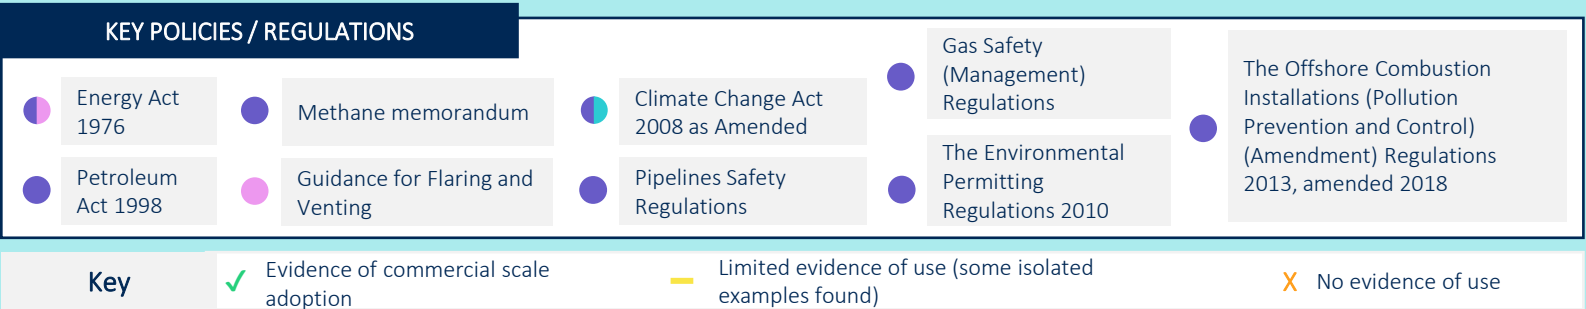 KEY POLICIES / REGULATIONS
Energy Act
1976
Petroleum
Act 1998
Methane memorandum
Guidance for Flaring and
Venting
Climate Change Act
2008 as Amended
Pipelines Safety
Regulations
Gas Safety
(Management)
Regulations
The Environmental
Permitting
Regulations 2010
The Offshore Combustion
Installations (Pollution
Prevention and Control)
(Amendment) Regulations
2013, amended 2018
Key
Evidence of commercial scale
adoption
Limited evidence of use (some isolated
examples found)
X No evidence of use